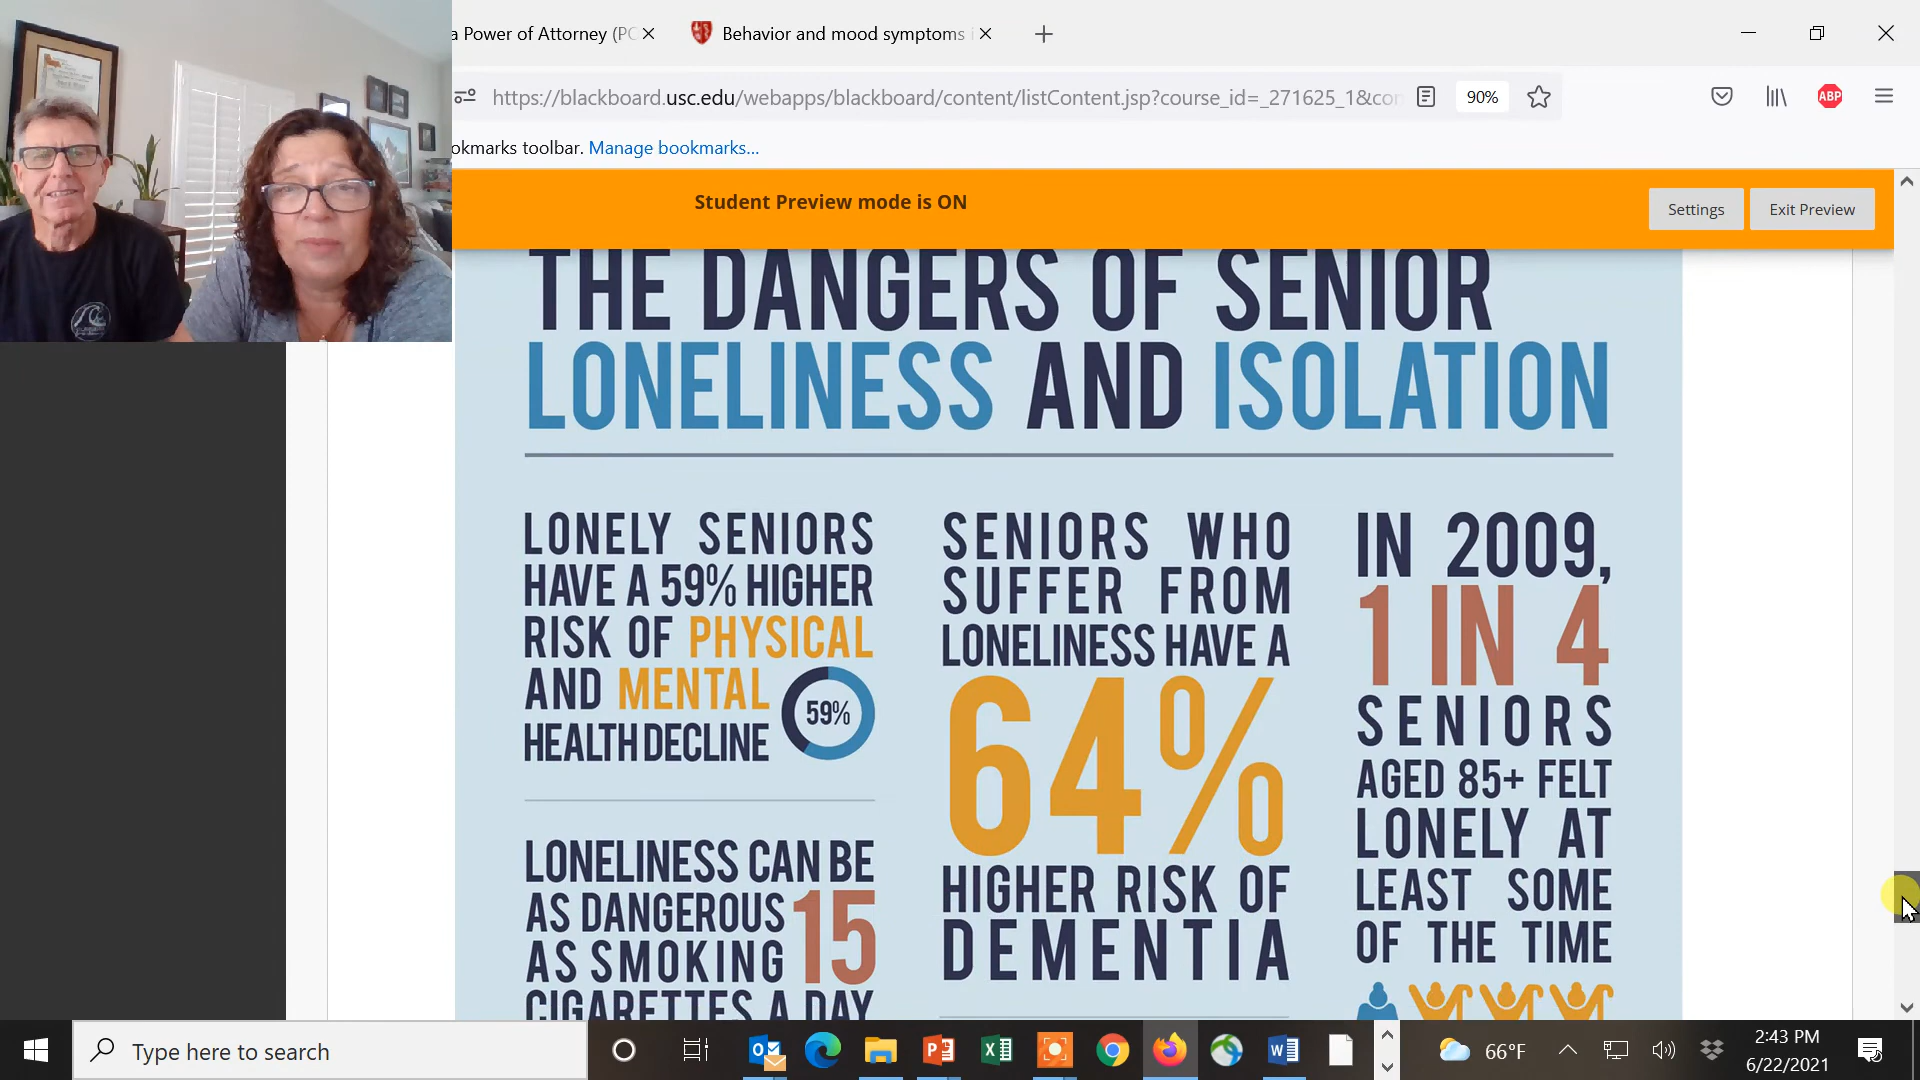 a Power of Attorney (PC
Behavior and mood symptoms i
https://blackboard.usc.edu/webapps/blackboard/content/listContent.jsp?course_id=_271625_1&cor
90%
ABP
okmarks toolbar. Manage bookmarks...
Student Preview mode is ON
Settings
Exit Preview
THE DANGERS OF SENIOR
LONELINESS AND ISOLATION
LONELY SENIORS
HAVE A 59% HIGHER
RISK OF PHYSICAL
AND MENTAL
HEALTH DECLINE
59%
LONELINESS CAN BE
AS DANGEROUS
AS SMOKING 15
CIGARETTES A DAY
SENIORS WHO
SUFFER FROM
LONELINESS HAVE A
64%
HIGHER RISK OF
DEMENTIA
IN 2009,
1 IN 4
SENIORS
AGED 85+ FELT
LONELY AT
LEAST SOME
OF THE TIME
Type here to search
66°F
2:43 PM
6/22/2021